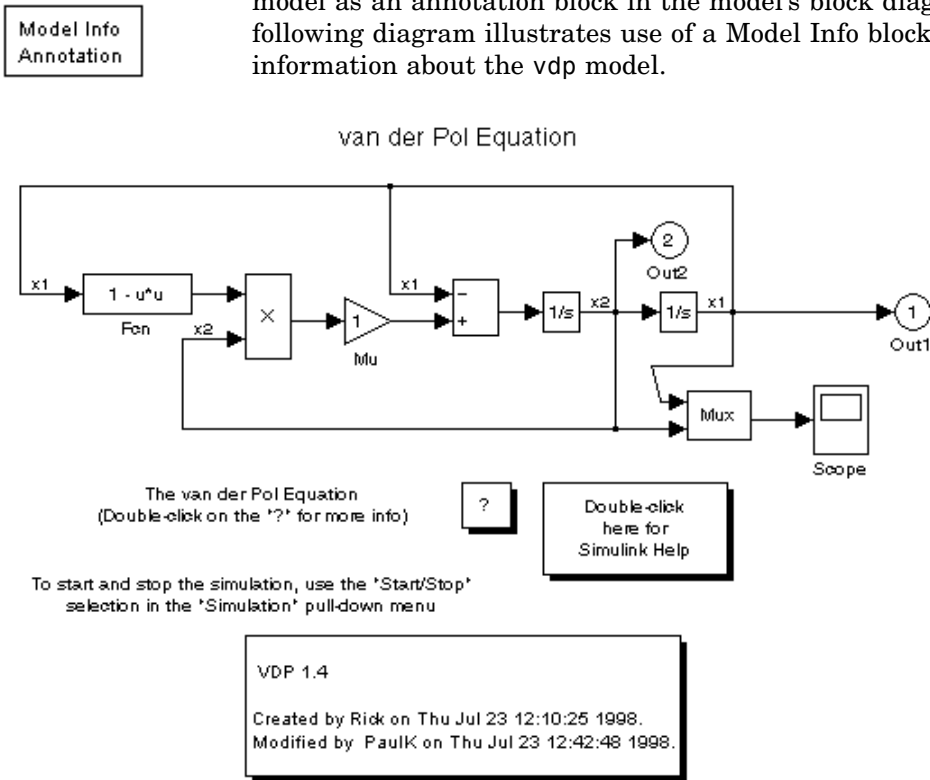 model as an annotation block in the model's block diag
following diagram illustrates use of a Model Info block
information about the vdp model.
Model Info
Annotation
van der Pol Equation
x1
1 - u*u
Fcn
x2
×
1
Mu
x1
−
+
1/s
x2
2
Out2
1/s
x1
1
Out1
Mux
Scope
The van der Pol Equation
(Double-click on the "?" for more info)
?
Double-click
here for
Simulink Help
To start and stop the simulation, use the "Start/Stop"
selection in the "Simulation" pull-down menu
VDP 1.4
Created by Rick on Thu Jul 23 12:10:25 1998.
Modified by PaulK on Thu Jul 23 12:42:48 1998.